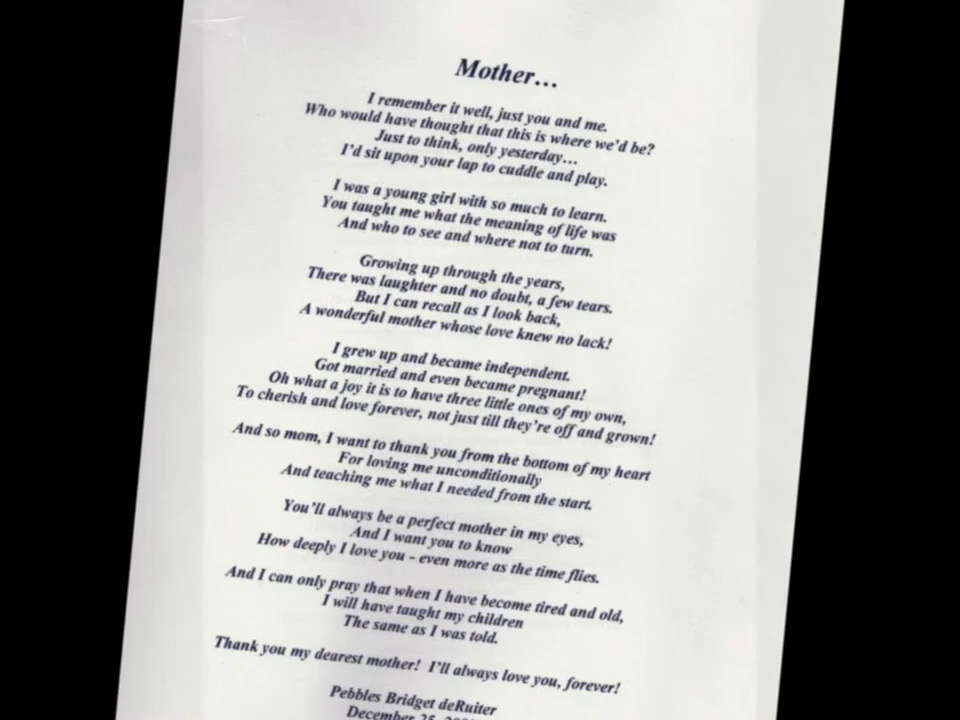 Mother…
I remember it well, just you and me.
Who would have thought that this is where we'd be?
Just to think, only yesterday…
I'd sit upon your lap to cuddle and play.
I was a young girl with so much to learn.
You taught me what the meaning of life was
And who to see and where not to turn.
Growing up through the years,
There was laughter and no doubt, a few tears.
But I can recall as I look back,
A wonderful mother whose love knew no lack!
I grew up and became independent.
Got married and even became pregnant!
Oh what a joy it is to have three little ones of my own,
To cherish and love forever, not just till they're off and grown!
And so mom, I want to thank you from the bottom of my heart
For loving me unconditionally
And teaching me what I needed from the start.
You'll always be a perfect mother in my eyes,
And I want you to know
How deeply I love you - even more as the time flies.
And I can only pray that when I have become tired and old,
I will have taught my children
The same as I was told.
Thank you my dearest mother! I'll always love you, forever!
Pebbles Bridget deRuiter
December 25,